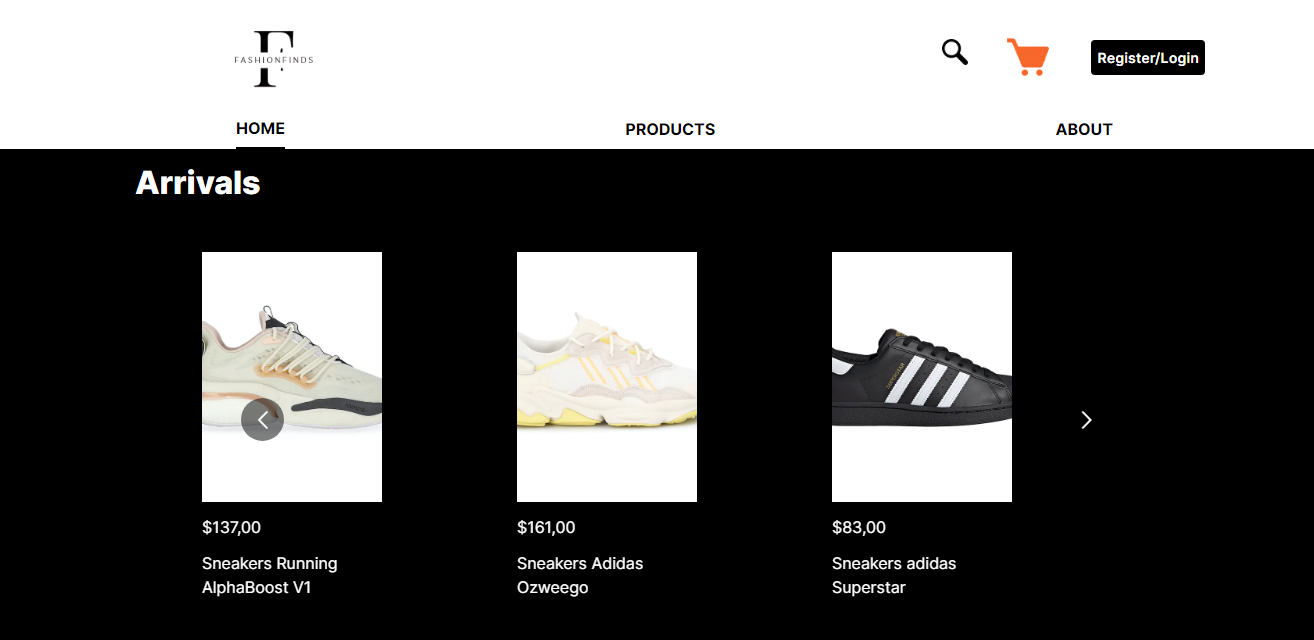 FASHIONFINDS
Register/Login
HOME
PRODUCTS
ABOUT
Arrivals
$137,00
$161,00
$83,00
Sneakers Running
AlphaBoost V1
Sneakers Adidas
Ozweego
Sneakers adidas
Superstar